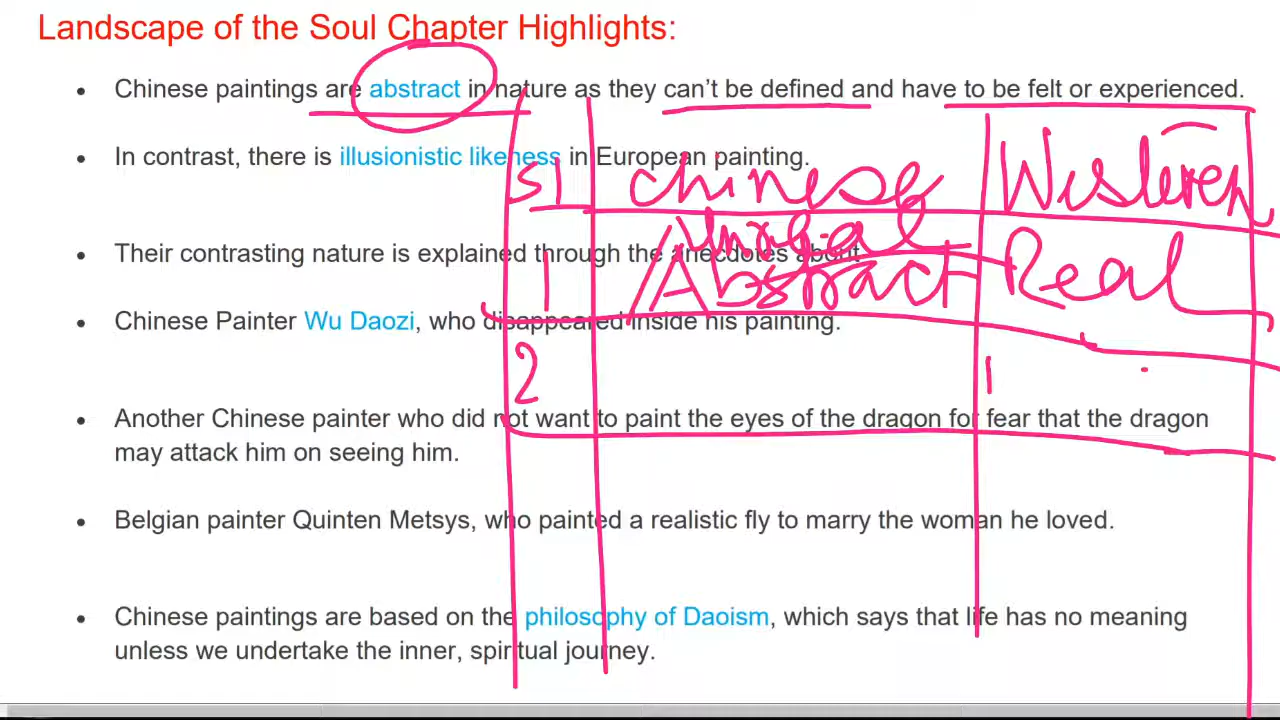 Landscape of the Soul Chapter Highlights:
• Chinese paintings are abstract in nature as they can't be defined and have to be felt or experienced.
• In contrast, there is illusionistic likeness in European painting.
Sl Chinese Westeren
• Their contrasting nature is explained through the anecdotes about
Unreal
1 Abstract Real
• Chinese Painter Wu Daozi, who disappeared inside his painting.
2 1
• Another Chinese painter who did not want to paint the eyes of the dragon for fear that the dragon
may attack him on seeing him.
• Belgian painter Quinten Metsys, who painted a realistic fly to marry the woman he loved.
• Chinese paintings are based on the philosophy of Daoism, which says that life has no meaning
unless we undertake the inner, spiritual journey.